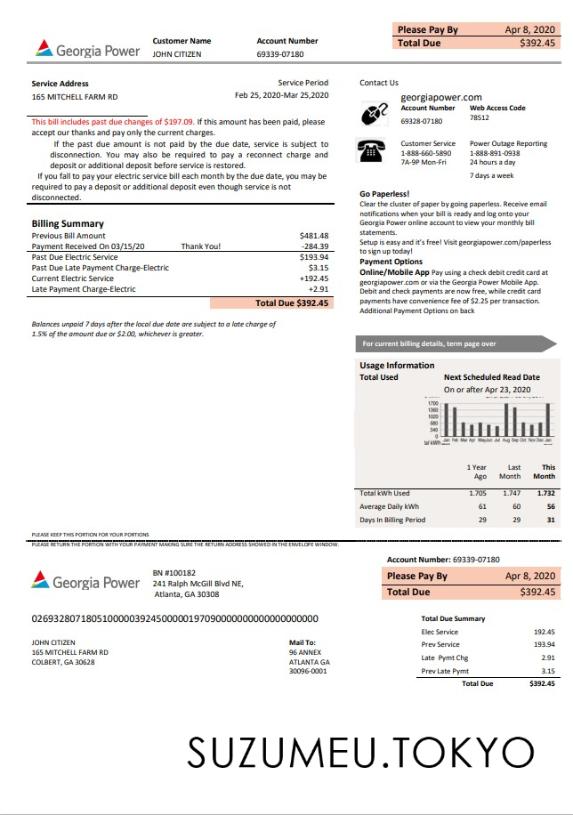 Please Pay By Apr 8, 2020
Total Due $392.45
Georgia Power
Customer Name Account Number
JOHN CITIZEN 69339-07180
Service Address Service Period
165 MITCHELL FARM RD Feb 25, 2020-Mar 25,2020
This bill includes past due changes of $197.09. If this amount has been paid, please
accept our thanks and pay only the current charges.
If the past due amount is not paid by the due date, service is subject to
disconnection. You may also be required to pay a reconnect charge and
deposit or additional deposit before service is restored.
If you fall to pay your electric service bill each month by the due date, you may be
required to pay a deposit or additional deposit even though service is not
disconnected.
Billing Summary
Previous Bill Amount $481.48
Payment Received On 03/15/20 Thank You! -284.39
Past Due Electric Service $193.94
Past Due Late Payment Charge-Electric $3.15
Current Electric Service +192.45
Late Payment Charge-Electric +2.91
Total Due $392.45
Balances unpaid 7 days after the local due date are subject to a late charge of
1.5% of the amount due or $2.00, whichever is greater.
Contact Us
georgiapower.com
Account Number Web Access Code
69328-07180 78512
Customer Service Power Outage Reporting
1-888-660-5890 1-888-891-0938
7A-9P Mon-Fri 24 hours a day
7 days a week
Go Paperless!
Clear the cluster of paper by going paperless. Receive email
notifications when your bill is ready and log onto your
Georgia Power online account to view your monthly bill
statements.
Setup is easy and it's free! Visit georgiapower.com/paperless
to sign up today!
Payment Options
Online/Mobile App Pay using a check debit credit card at
georgiapower.com or via the Georgia Power Mobile App.
Debit and check payments are now free, while credit card
payments have convenience fee of $2.25 per transaction.
Additional Payment Options on back
For current billing details, term page over
Usage Information
Total Used Next Scheduled Read Date
On or after Apr 23, 2020
1700
1360
1020
680
340
0
Jan Feb Mar Apr May Jun Jul Aug Sep Oct Nov Dec Jan
1 Year Ago Last Month This Month
Total kWh Used 1.705 1.747 1.732
Average Daily kWh 61 60 56
Days In Billing Period 29 29 31
PLEASE KEEP THIS PORTION FOR YOUR PORTIONS
PLEASE RETURN THE PORTION WITH YOUR PAYMENT MAKING SURE THE RETURN ADDRESS SHOWED IN THE ENVELOPE WINDOW.
Account Number: 69339-07180
Georgia Power
BN #100182
241 Ralph McGill Blvd NE,
Atlanta, GA 30308
Please Pay By Apr 8, 2020
Total Due $392.45
JOHN CITIZEN
165 MITCHELL FARM RD
COLBERT, GA 30628
Mail To:
96 ANNEX
ATLANTA GA
30096-0001
Total Due Summary
Elec Service 192.45
Prev Service 193.94
Late Pymt Chg 2.91
Prev Late Pymt 3.15
Total Due $392.45
SUZUMEU.TOKYO